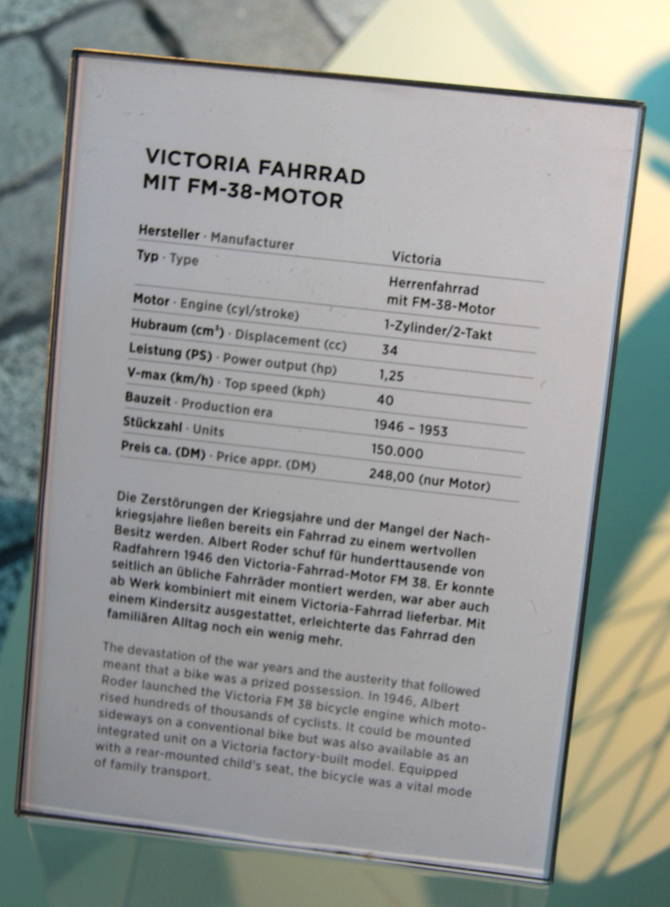 VICTORIA FAHRRAD
MIT FM-38-MOTOR
Hersteller · Manufacturer Victoria
Typ · Type Herrenfahrrad
mit FM-38-Motor
Motor · Engine (cyl/stroke) 1-Zylinder/2-Takt
Hubraum (cm³) · Displacement (cc) 34
Leistung (PS) · Power output (hp) 1,25
V-max (km/h) · Top speed (kph) 40
Bauzeit · Production era 1946 – 1953
Stückzahl · Units 150.000
Preis ca. (DM) · Price appr. (DM) 248,00 (nur Motor)
Die Zerstörungen der Kriegsjahre und der Mangel der Nach-
kriegsjahre ließen bereits ein Fahrrad zu einem wertvollen
Besitz werden. Albert Roder schuf für hunderttausende von
Radfahrern 1946 den Victoria-Fahrrad-Motor FM 38. Er konnte
seitlich an übliche Fahrräder montiert werden, war aber auch
ab Werk kombiniert mit einem Victoria-Fahrrad lieferbar. Mit
einem Kindersitz ausgestattet, erleichterte das Fahrrad den
familiären Alltag noch ein wenig mehr.
The devastation of the war years and the austerity that followed
meant that a bike was a prized possession. In 1946, Albert
Roder launched the Victoria FM 38 bicycle engine which moto-
rised hundreds of thousands of cyclists. It could be mounted
sideways on a conventional bike but was also available as an
integrated unit on a Victoria factory-built model. Equipped
with a rear-mounted child's seat, the bicycle was a vital mode
of family transport.